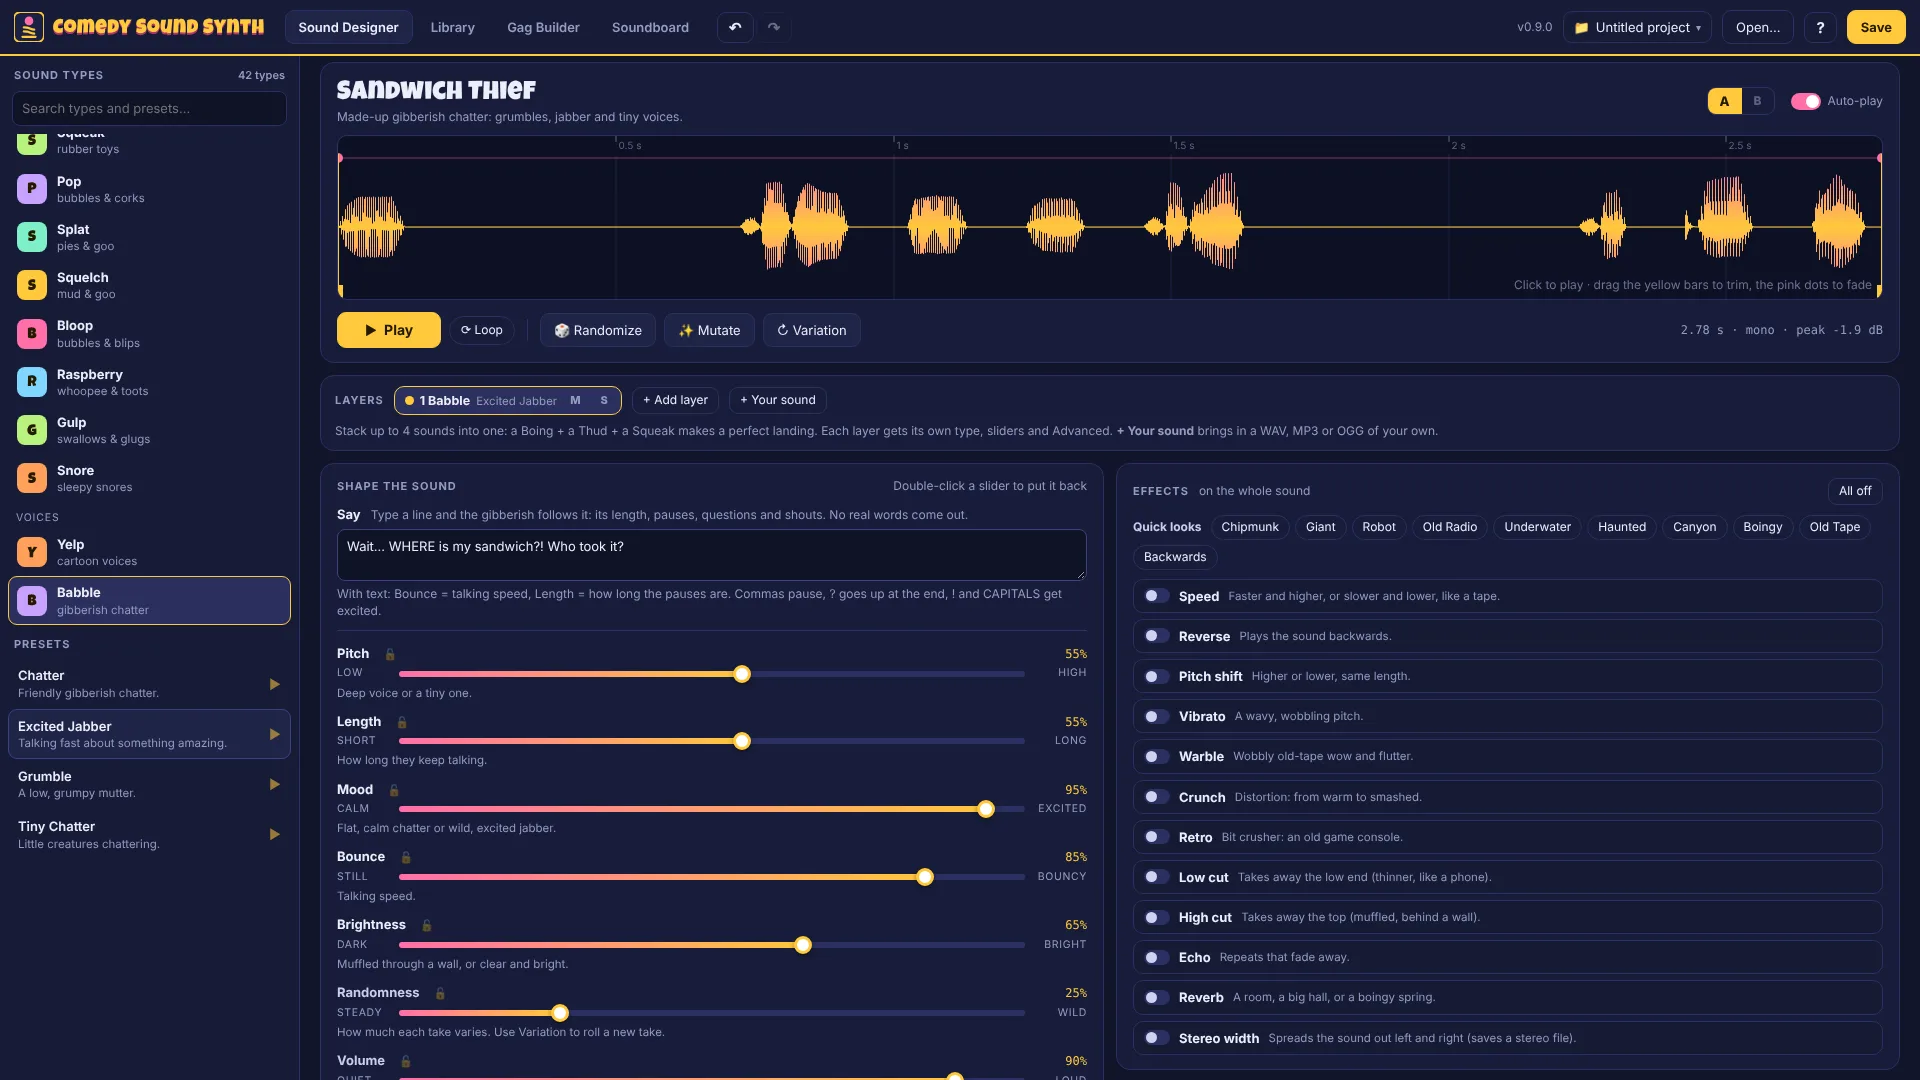 COMEDY SOUND SYNTH
Sound Designer
Library
Gag Builder
Soundboard
v0.9.0
Untitled project
Open...
?
Save
SOUND TYPES
42 types
Search types and presets...
S
Squeak
rubber toys
P
Pop
bubbles & corks
S
Splat
pies & goo
S
Squelch
mud & goo
B
Bloop
bubbles & blips
R
Raspberry
whoopee & toots
G
Gulp
swallows & glugs
S
Snore
sleepy snores
VOICES
Y
Yelp
cartoon voices
B
Babble
gibberish chatter
PRESETS
Chatter
Friendly gibberish chatter.
Excited Jabber
Talking fast about something amazing.
Grumble
A low, grumpy mutter.
Tiny Chatter
Little creatures chattering.
SANDWICH THIEF
Made-up gibberish chatter: grumbles, jabber and tiny voices.
A
B
Auto-play
0.5 s
1 s
1.5 s
2 s
2.5 s
Click to play · drag the yellow bars to trim, the pink dots to fade
Play
Loop
Randomize
Mutate
Variation
2.78 s · mono · peak -1.9 dB
LAYERS
1 Babble Excited Jabber M S
+ Add layer
+ Your sound
Stack up to 4 sounds into one: a Boing + a Thud + a Squeak makes a perfect landing. Each layer gets its own type, sliders and Advanced. + Your sound brings in a WAV, MP3 or OGG of your own.
SHAPE THE SOUND
Double-click a slider to put it back
Say Type a line and the gibberish follows it: its length, pauses, questions and shouts. No real words come out.
Wait... WHERE is my sandwich?! Who took it?
With text: Bounce = talking speed, Length = how long the pauses are. Commas pause, ? goes up at the end, ! and CAPITALS get
excited.
Pitch
55%
LOW
HIGH
Deep voice or a tiny one.
Length
55%
SHORT
LONG
How long they keep talking.
Mood
95%
CALM
EXCITED
Flat, calm chatter or wild, excited jabber.
Bounce
85%
STILL
BOUNCY
Talking speed.
Brightness
65%
DARK
BRIGHT
Muffled through a wall, or clear and bright.
Randomness
25%
STEADY
WILD
How much each take varies. Use Variation to roll a new take.
Volume
90%
QUIET
LOUD
EFFECTS on the whole sound
All off
Quick looks
Chipmunk
Giant
Robot
Old Radio
Underwater
Haunted
Canyon
Boingy
Old Tape
Backwards
Speed Faster and higher, or slower and lower, like a tape.
Reverse Plays the sound backwards.
Pitch shift Higher or lower, same length.
Vibrato A wavy, wobbling pitch.
Warble Wobbly old-tape wow and flutter.
Crunch Distortion: from warm to smashed.
Retro Bit crusher: an old game console.
Low cut Takes away the low end (thinner, like a phone).
High cut Takes away the top (muffled, behind a wall).
Echo Repeats that fade away.
Reverb A room, a big hall, or a boingy spring.
Stereo width Spreads the sound out left and right (saves a stereo file).